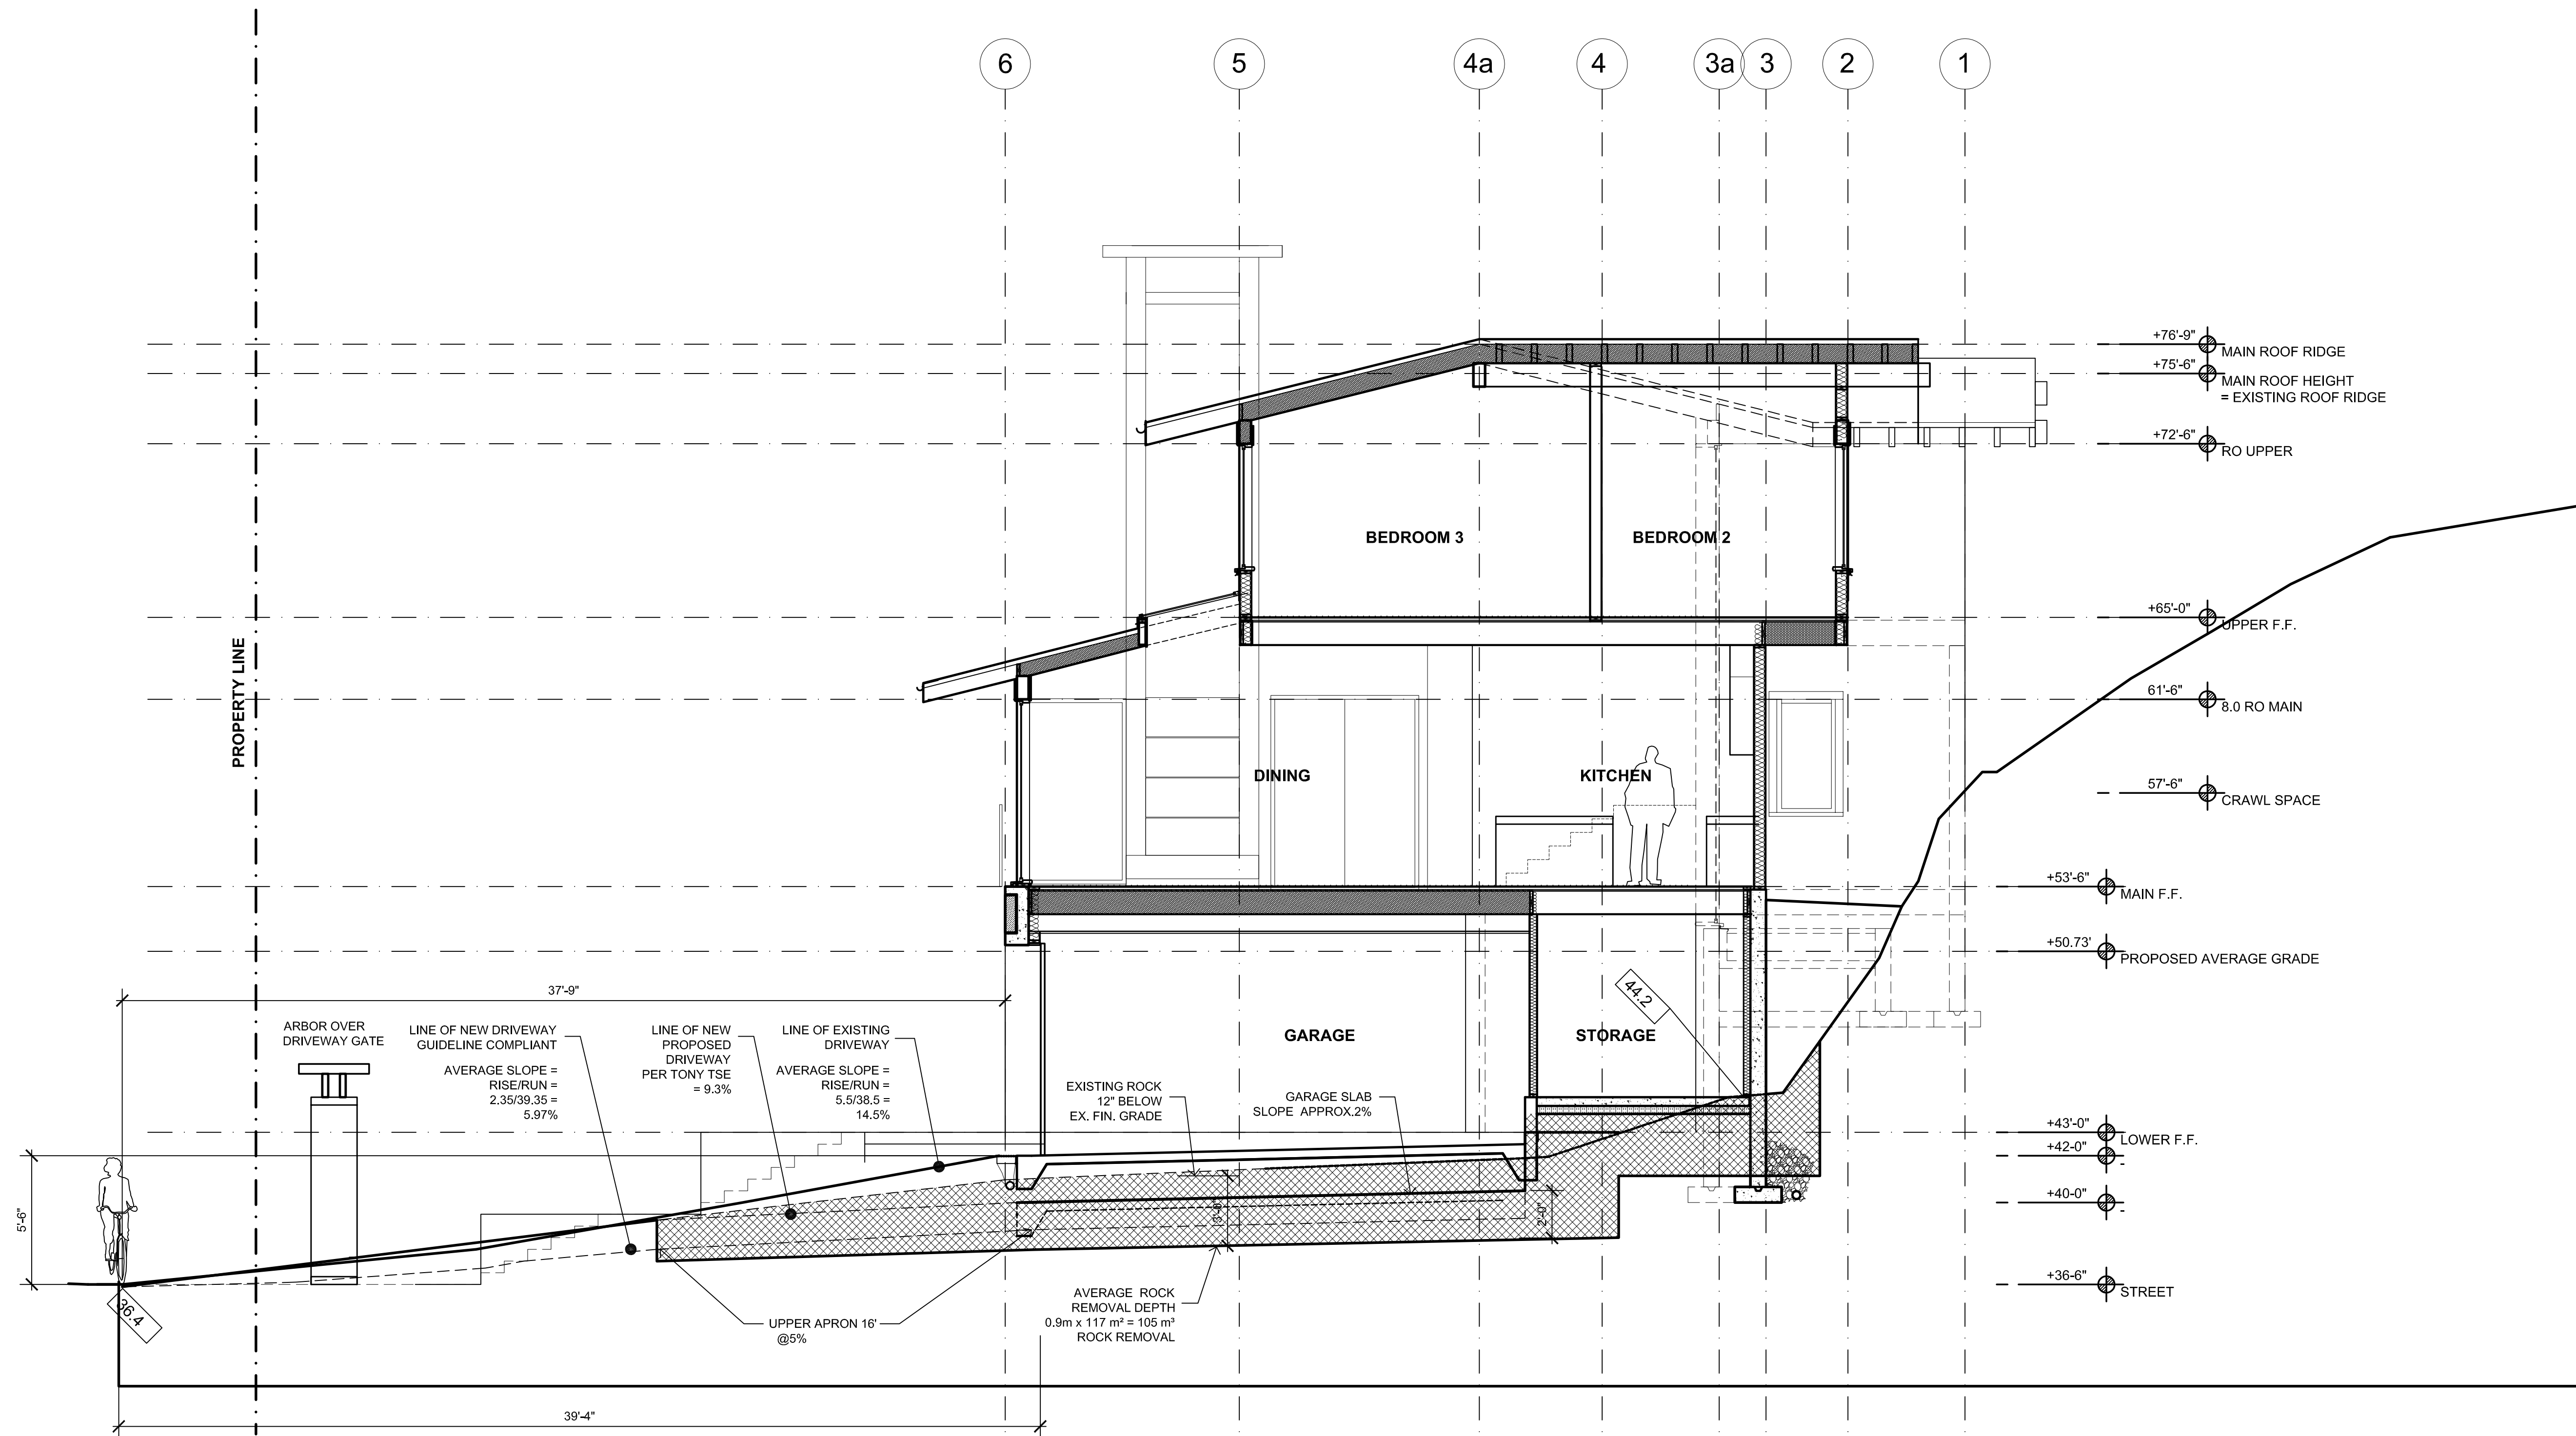 6
5
4a
4
3a
3
2
1
+76'-9"
MAIN ROOF RIDGE
+75'-6"
MAIN ROOF HEIGHT
= EXISTING ROOF RIDGE
+72'-6"
RO UPPER
BEDROOM 3
BEDROOM 2
+65'-0"
UPPER F.F.
PROPERTY LINE
61'-6"
8.0 RO MAIN
DINING
KITCHEN
57'-6"
CRAWL SPACE
+53'-6"
MAIN F.F.
+50.73'
PROPOSED AVERAGE GRADE
37'-9"
44.2
ARBOR OVER
DRIVEWAY GATE
LINE OF NEW DRIVEWAY
GUIDELINE COMPLIANT
AVERAGE SLOPE =
RISE/RUN =
2.35/39.35 =
5.97%
LINE OF NEW
PROPOSED
DRIVEWAY
PER TONY TSE
= 9.3%
LINE OF EXISTING
DRIVEWAY
AVERAGE SLOPE =
RISE/RUN =
5.5/38.5 =
14.5%
GARAGE
STORAGE
EXISTING ROCK
12" BELOW
EX. FIN. GRADE
GARAGE SLAB
SLOPE APPROX.2%
+43'-0"
LOWER F.F.
+42'-0"
-
+40'-0"
-
5'-6"
3'-0"
2'-0"
+36'-6"
STREET
36.4
UPPER APRON 16'
@5%
AVERAGE ROCK
REMOVAL DEPTH
0.9m x 117 m² = 105 m³
ROCK REMOVAL
39'-4"